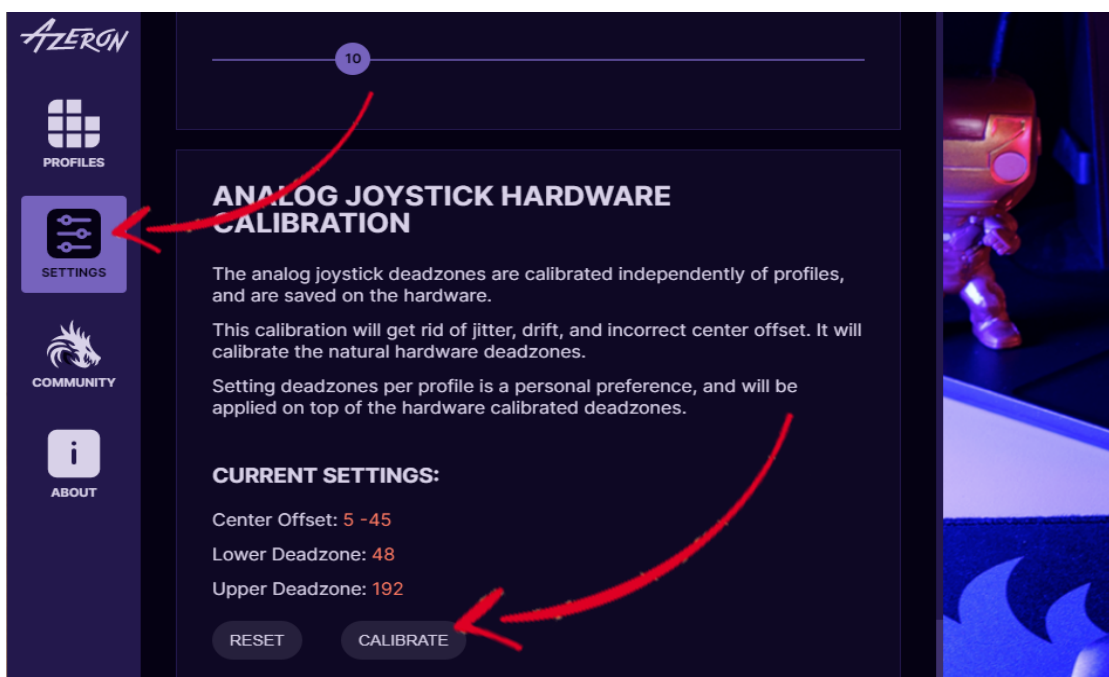 AZERON
10
PROFILES
SETTINGS
COMMUNITY
i
ABOUT
ANALOG JOYSTICK HARDWARE
CALIBRATION
The analog joystick deadzones are calibrated independently of profiles,
and are saved on the hardware.
This calibration will get rid of jitter, drift, and incorrect center offset. It will
calibrate the natural hardware deadzones.
Setting deadzones per profile is a personal preference, and will be
applied on top of the hardware calibrated deadzones.
CURRENT SETTINGS:
Center Offset: 5 -45
Lower Deadzone: 48
Upper Deadzone: 192
RESET CALIBRATE